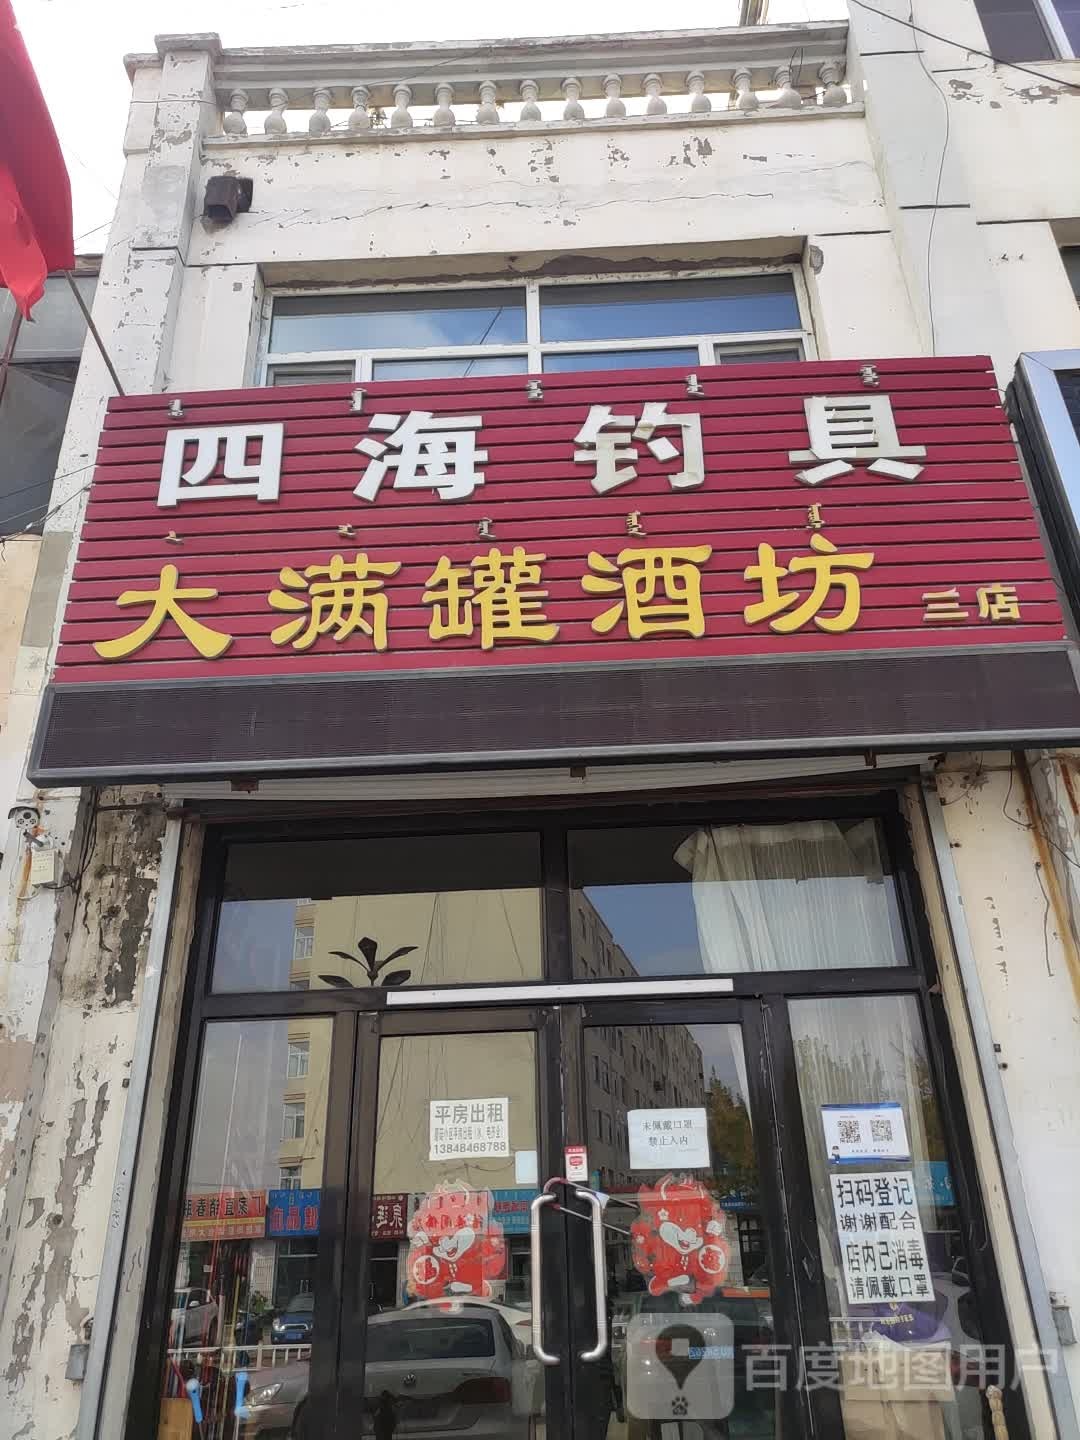 四海钓具
大满罐酒坊 三店
平房出租
13848468788
未佩戴口罩
禁止入内
扫码登记
谢谢配合
店内已消毒
请佩戴口罩
百度地图用户